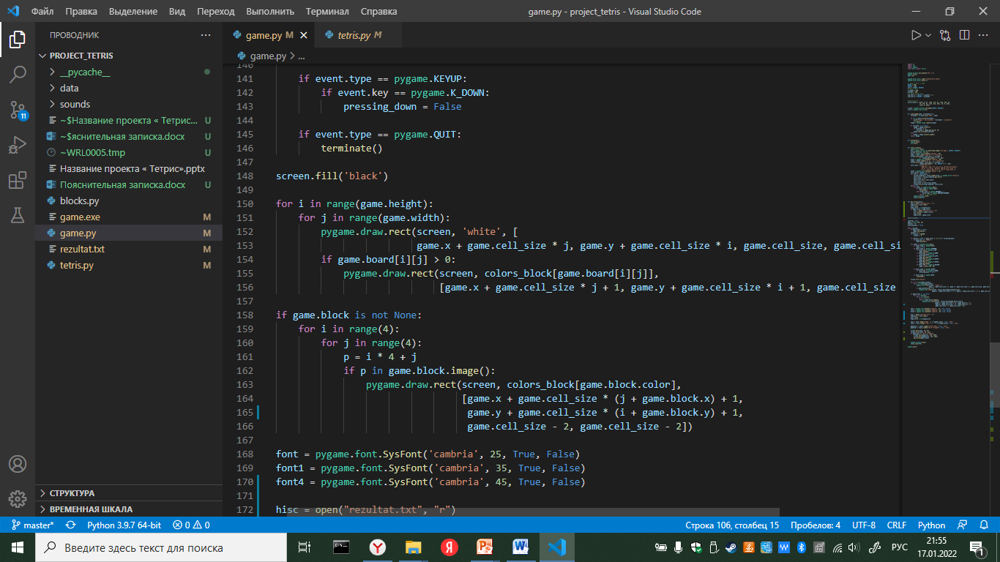 Файл Правка Выделение Вид Переход Выполнить Терминал Справка game.py - project_tetris - Visual Studio Code
ПРОВОДНИК
PROJECT_TETRIS
__pycache__
data
sounds
~$Название проекта « Тетрис... U
~$яснительная записка.docx U
~WRL0005.tmp U
Название проекта « Тетрис».pptx
Пояснительная записка.docx U
blocks.py
game.exe M
game.py M
rezultat.txt M
tetris.py M
СТРУКТУРА
ВРЕМЕННАЯ ШКАЛА
11
game.py M tetris.py M
game.py > ...
140
141 if event.type == pygame.KEYUP:
142 if event.key == pygame.K_DOWN:
143 pressing_down = False
144
145 if event.type == pygame.QUIT:
146 terminate()
147
148 screen.fill('black')
149
150 for i in range(game.height):
151 for j in range(game.width):
152 pygame.draw.rect(screen, 'white', [
153 game.x + game.cell_size * j, game.y + game.cell_size * i, game.cell_size, game.cell_si
154 if game.board[i][j] > 0:
155 pygame.draw.rect(screen, colors_block[game.board[i][j]],
156 [game.x + game.cell_size * j + 1, game.y + game.cell_size * i + 1, game.cell_size
157
158 if game.block is not None:
159 for i in range(4):
160 for j in range(4):
161 p = i * 4 + j
162 if p in game.block.image():
163 pygame.draw.rect(screen, colors_block[game.block.color],
164 [game.x + game.cell_size * (j + game.block.x) + 1,
165 game.y + game.cell_size * (i + game.block.y) + 1,
166 game.cell_size - 2, game.cell_size - 2])
167
168 font = pygame.font.SysFont('cambria', 25, True, False)
169 font1 = pygame.font.SysFont('cambria', 35, True, False)
170 font4 = pygame.font.SysFont('cambria', 45, True, False)
171
172 hisc = open("rezultat.txt", "r")
master* Python 3.9.7 64-bit 0 0 Строка 106, столбец 15 Пробелов: 4 UTF-8 CRLF Python
Введите здесь текст для поиска РУС 21:55
17.01.2022 1